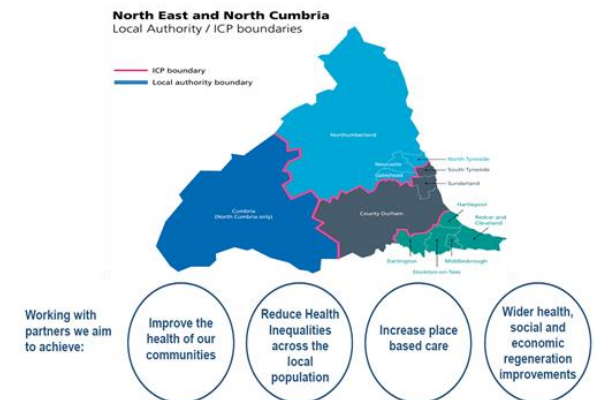 North East and North Cumbria
Local Authority / ICP boundaries
ICP boundary
Local authority boundary
Northumberland
Newcastle
North Tyneside
Gateshead
South Tyneside
Sunderland
Cumbria
(North Cumbria only)
County Durham
Hartlepool
Redcar and
Cleveland
Darlington
Middlesbrough
Stockton-on-Tees
Working with
partners we aim
to achieve:
Improve the
health of our
communities
Reduce Health
Inequalities
across the
local
population
Increase place
based care
Wider health,
social and
economic
regeneration
improvements